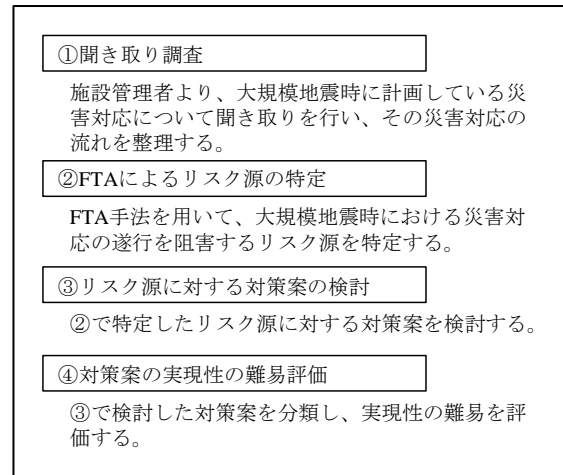 ①聞き取り調査
施設管理者より、大規模地震時に計画している災
害対応について聞き取りを行い、その災害対応の
流れを整理する。
②FTAによるリスク源の特定
FTA手法を用いて、大規模地震時における災害対
応の遂行を阻害するリスク源を特定する。
③リスク源に対する対策案の検討
②で特定したリスク源に対する対策案を検討する。
④対策案の実現性の難易評価
③で検討した対策案を分類し、実現性の難易を評
価する。